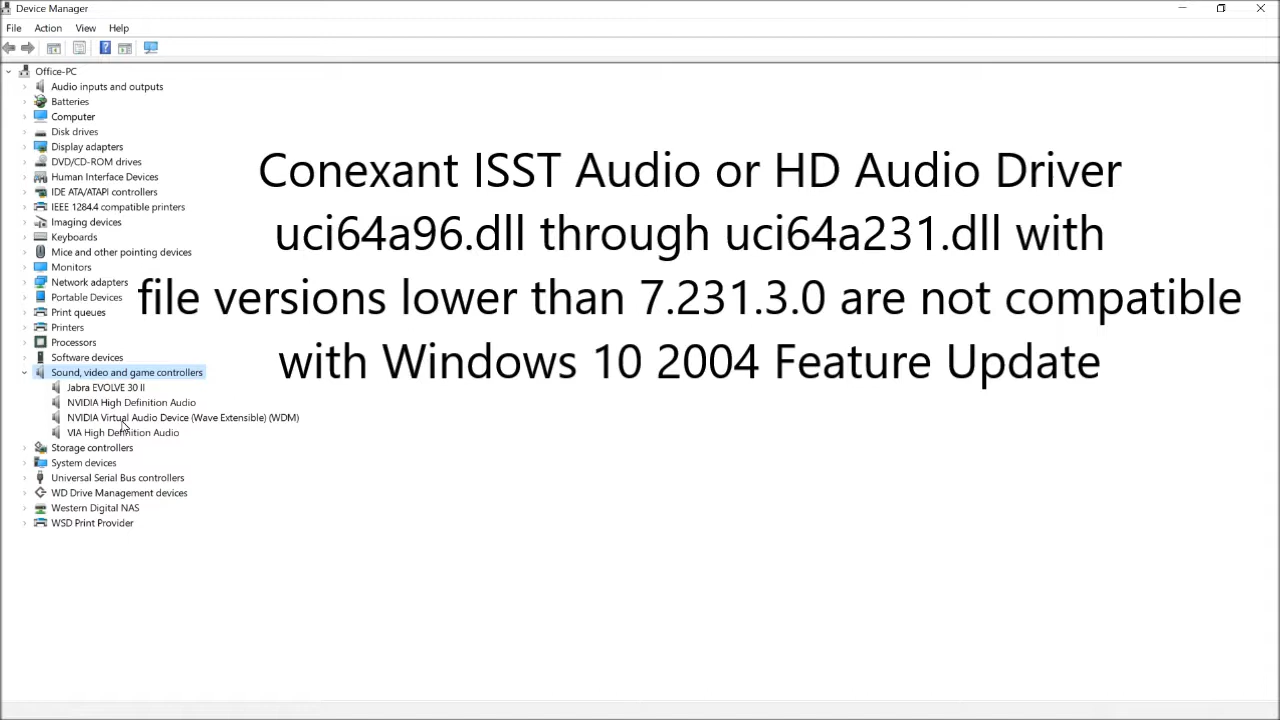 Device Manager
File Action View Help
Office-PC
Audio inputs and outputs
Batteries
Computer
Disk drives
Display adapters
DVD/CD-ROM drives
Human Interface Devices
IDE ATA/ATAPI controllers
IEEE 1284.4 compatible printers
Imaging devices
Keyboards
Mice and other pointing devices
Monitors
Network adapters
Portable Devices
Print queues
Printers
Processors
Software devices
Sound, video and game controllers
Jabra EVOLVE 30 II
NVIDIA High Definition Audio
NVIDIA Virtual Audio Device (Wave Extensible) (WDM)
VIA High Definition Audio
Storage controllers
System devices
Universal Serial Bus controllers
WD Drive Management devices
Western Digital NAS
WSD Print Provider
Conexant ISST Audio or HD Audio Driver
uci64a96.dll through uci64a231.dll with
file versions lower than 7.231.3.0 are not compatible
with Windows 10 2004 Feature Update